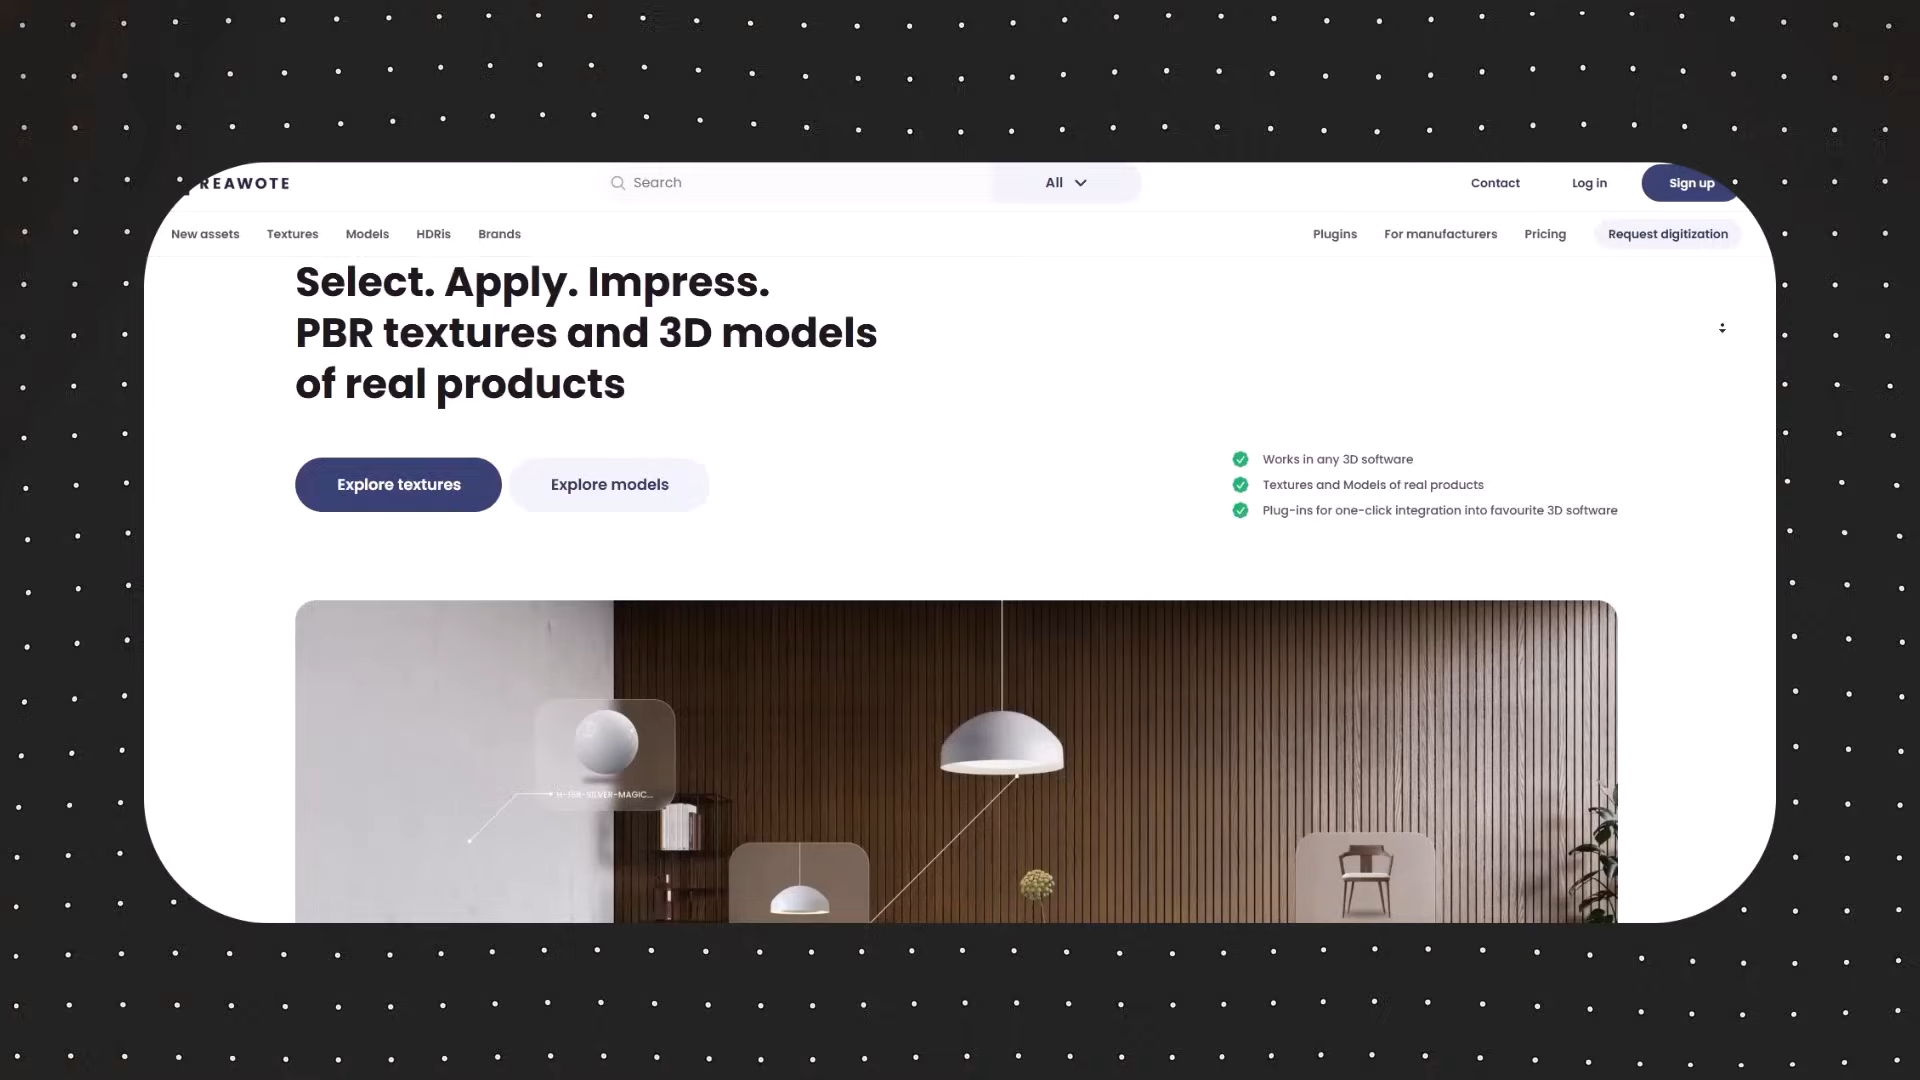 REAWOTE
Search
All
Contact
Log in
Sign up
New assets
Textures
Models
HDRis
Brands
Plugins
For manufacturers
Pricing
Request digitization
Select. Apply. Impress.
PBR textures and 3D models
of real products
Explore textures
Explore models
Works in any 3D software
Textures and Models of real products
Plug-ins for one-click integration into favourite 3D software